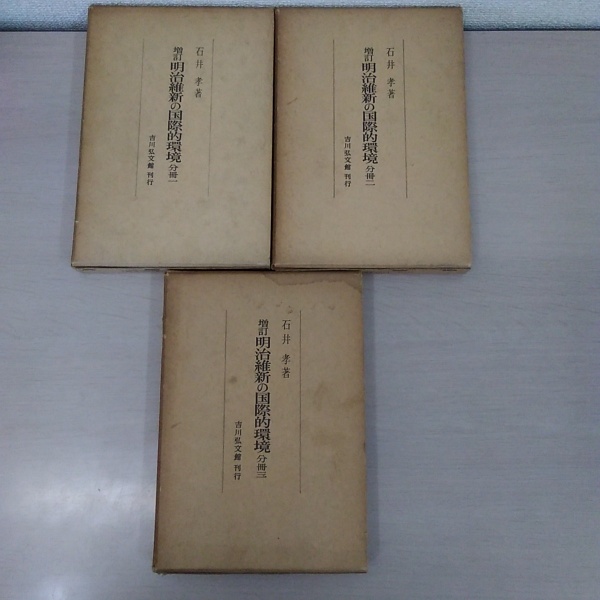 石井 孝著
増訂 明治維新の国際的環境 分冊一
吉川弘文館 刊行
石井 孝著
増訂 明治維新の国際的環境 分冊二
吉川弘文館 刊行
石井 孝著
増訂 明治維新の国際的環境 分冊三
吉川弘文館 刊行